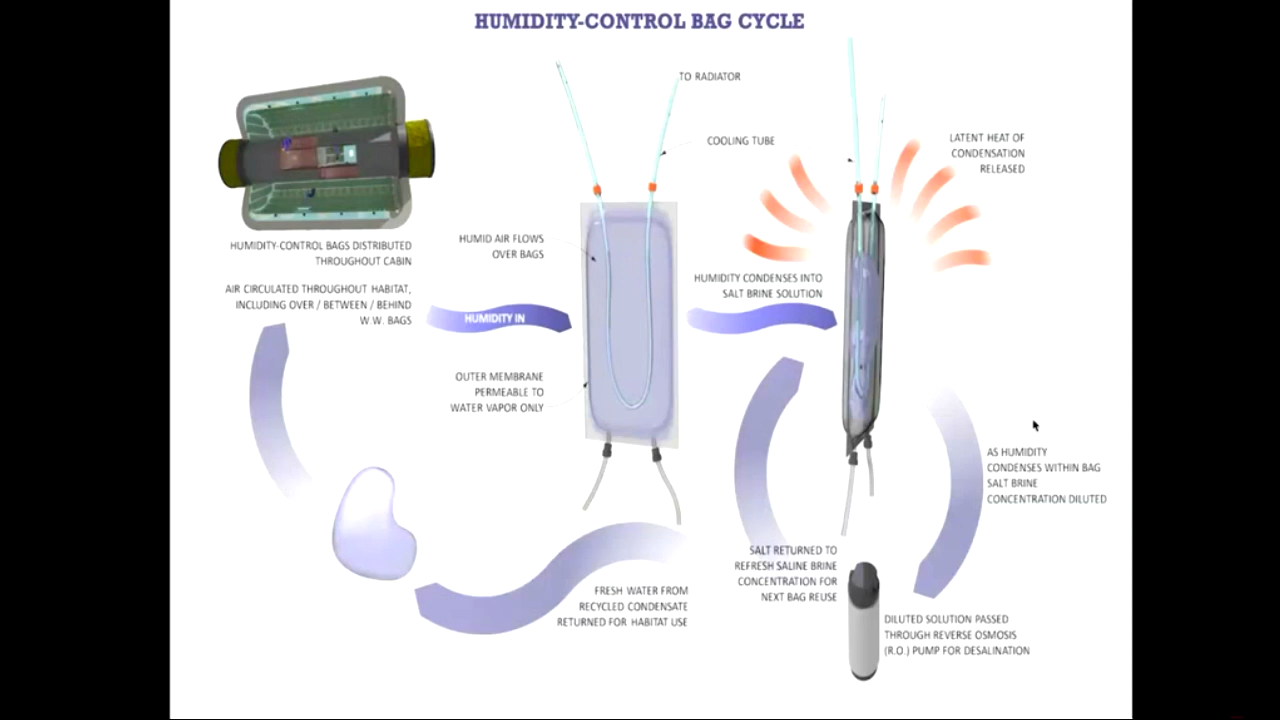 HUMIDITY-CONTROL BAG CYCLE
HUMIDITY-CONTROL BAGS DISTRIBUTED
THROUGHOUT CABIN
AIR CIRCULATED THROUGHOUT HABITAT,
INCLUDING OVER / BETWEEN / BEHIND
W.W. BAGS
HUMIDITY IN
TO RADIATOR
COOLING TUBE
HUMID AIR FLOWS
OVER BAGS
OUTER MEMBRANE
PERMEABLE TO
WATER VAPOR ONLY
HUMIDITY CONDENSES INTO
SALT BRINE SOLUTION
LATENT HEAT OF
CONDENSATION
RELEASED
AS HUMIDITY
CONDENSES WITHIN BAG
SALT BRINE
CONCENTRATION DILUTED
DILUTED SOLUTION PASSED
THROUGH REVERSE OSMOSIS
(R.O.) PUMP FOR DESALINATION
SALT RETURNED TO
REFRESH SALINE BRINE
CONCENTRATION FOR
NEXT BAG REUSE
FRESH WATER FROM
RECYCLED CONDENSATE
RETURNED FOR HABITAT USE